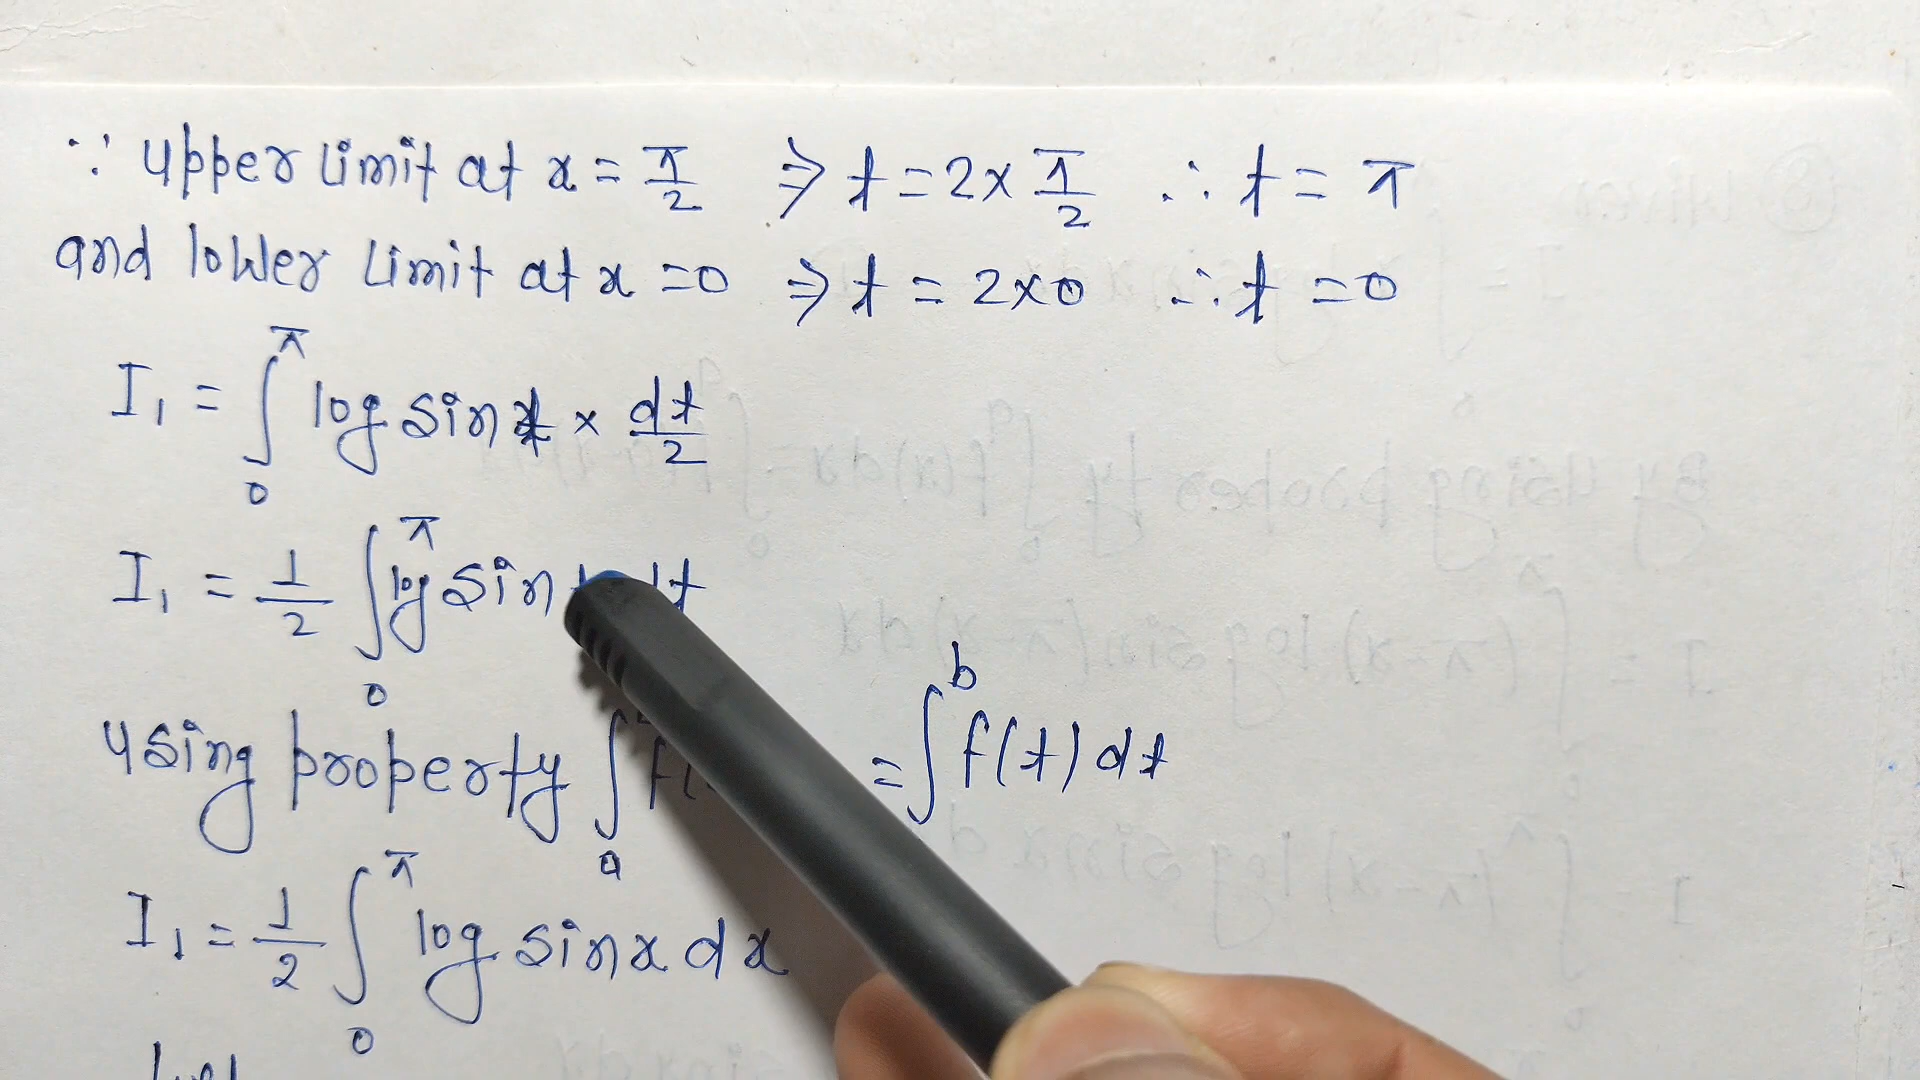 ∵ upper limit at x = π/2 ⇒ t = 2 × π/2 ∴ t = π
and lower limit at x = 0 ⇒ t = 2×0 ∴ t = 0
I₁ = ∫₀^π log sin t × dt/2
I₁ = 1/2 ∫₀^π log sin t dt
using property ∫ₐ f( = ∫^b f(t) dt
I₁ = 1/2 ∫₀^π log sin x dx